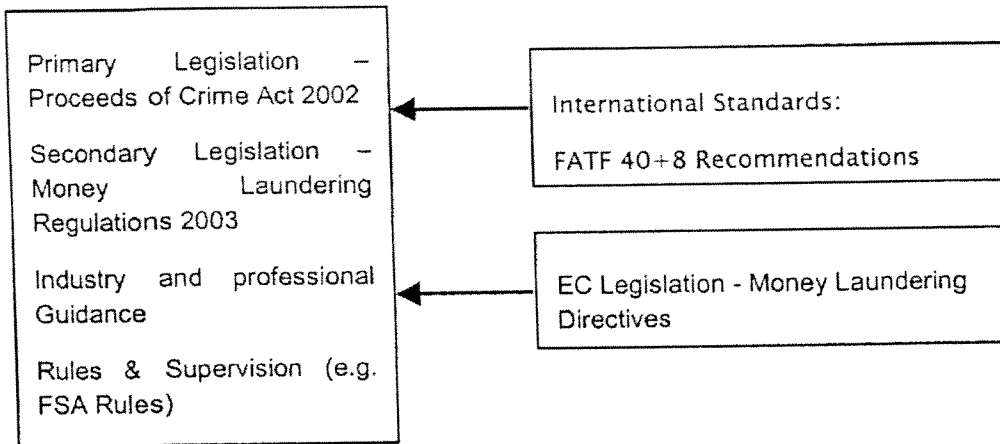 Primary Legislation –
Proceeds of Crime Act 2002
Secondary Legislation –
Money Laundering
Regulations 2003
Industry and professional
Guidance
Rules & Supervision (e.g.
FSA Rules)
International Standards:
FATF 40+8 Recommendations
EC Legislation - Money Laundering
Directives